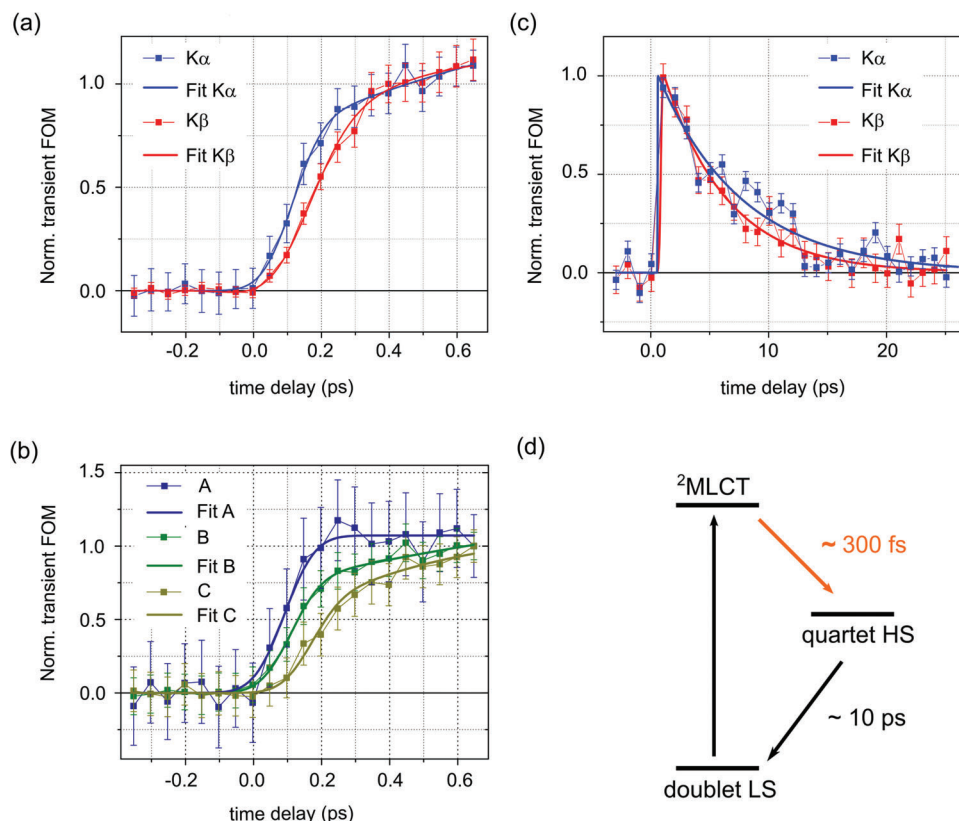 (a)
Norm. transient FOM
1.0
0.5
0.0
Kα
Fit Kα
Kβ
Fit Kβ
-0.2 0.0 0.2 0.4 0.6
time delay (ps)
(c)
Norm. transient FOM
1.0
0.5
0.0
Kα
Fit Kα
Kβ
Fit Kβ
0.0 10 20
time delay (ps)
(b)
Norm. transient FOM
1.5
1.0
0.5
0.0
A
Fit A
B
Fit B
C
Fit C
-0.2 0.0 0.2 0.4 0.6
time delay (ps)
(d)
²MLCT
~ 300 fs
quartet HS
~ 10 ps
doublet LS